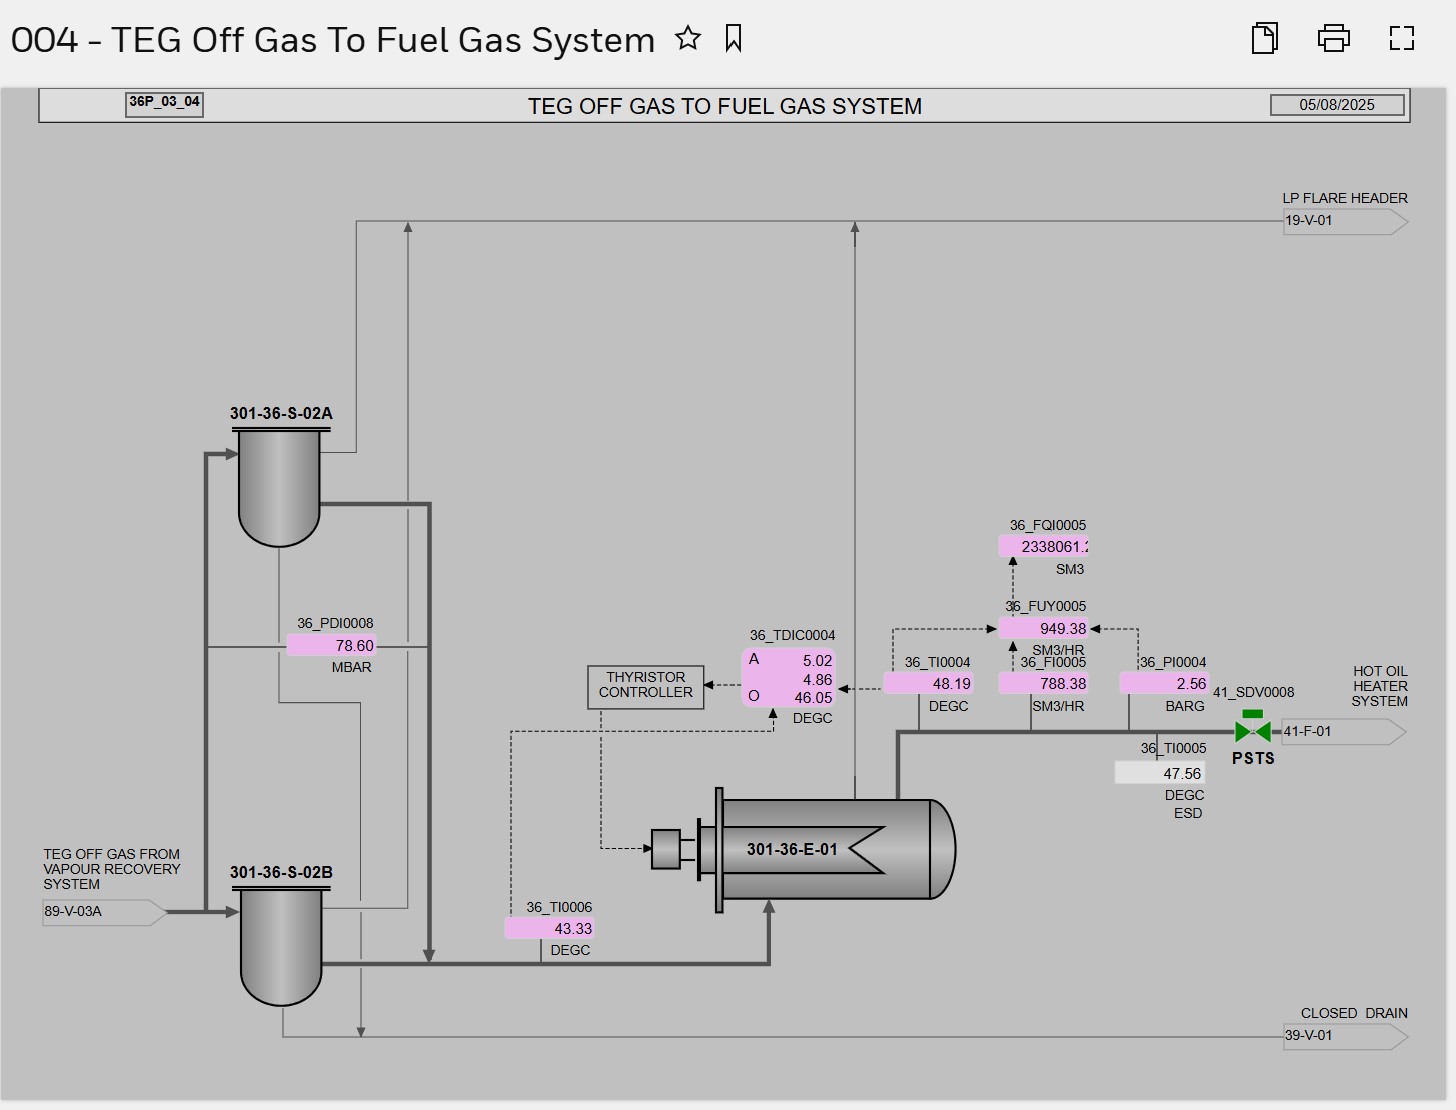 004 - TEG Off Gas To Fuel Gas System
36P_03_04
TEG OFF GAS TO FUEL GAS SYSTEM
05/08/2025
LP FLARE HEADER
19-V-01
301-36-S-02A
36_FQI0005
2338061.2
SM3
36_PDI0008
78.60
MBAR
36_FUY0005
949.38
SM3/HR
36_TDIC0004
A 5.02
4.86
O 46.05
DEGC
THYRISTOR
CONTROLLER
36_TI0004
48.19
DEGC
36_FI0005
788.38
SM3/HR
36_PI0004
2.56
BARG
41_SDV0008
PSTS
HOT OIL
HEATER
SYSTEM
41-F-01
36_TI0005
47.56
DEGC
ESD
301-36-E-01
TEG OFF GAS FROM
VAPOUR RECOVERY
SYSTEM
89-V-03A
301-36-S-02B
36_TI0006
43.33
DEGC
CLOSED DRAIN
39-V-01